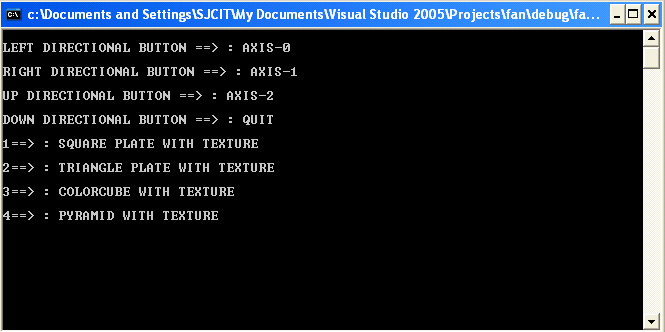 c:\Documents and Settings\SJCIT\My Documents\Visual Studio 2005\Projects\fan\debug\fa...
LEFT DIRECTIONAL BUTTON ==> : AXIS-0
RIGHT DIRECTIONAL BUTTON ==> : AXIS-1
UP DIRECTIONAL BUTTON ==> : AXIS-2
DOWN DIRECTIONAL BUTTON ==> : QUIT
1==> : SQUARE PLATE WITH TEXTURE
2==> : TRIANGLE PLATE WITH TEXTURE
3==> : COLORCUBE WITH TEXTURE
4==> : PYRAMID WITH TEXTURE